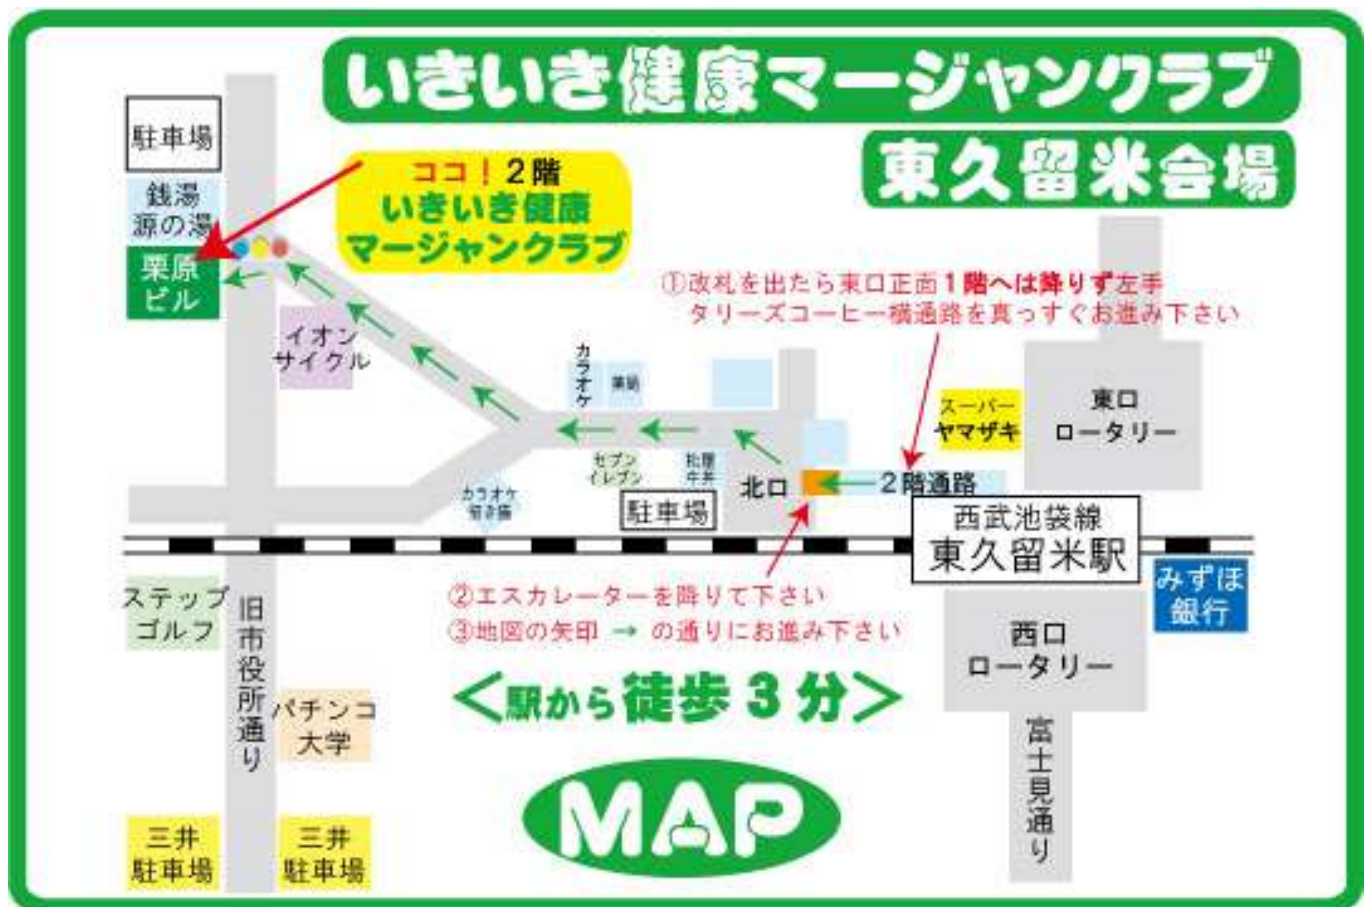 いきいき健康マージャンクラブ
東久留米会場
駐車場
銭湯
源の湯
栗原
ビル
ココ！2階
いきいき健康
マージャンクラブ
①改札を出たら東口正面1階へは降りず左手
タリーズコーヒー横通路を真っすぐお進み下さい
イオン
サイクル
カラオケ
薬局
スーパー
ヤマザキ
東口
ロータリー
セブン
イレブン
松屋
牛丼
カラオケ
駐車場
北口
2階通路
西武池袋線
東久留米駅
みずほ
銀行
ステップ
ゴルフ
旧市役所通り
②エスカレーターを降りて下さい
③地図の矢印 → の通りにお進み下さい
西口
ロータリー
<駅から徒歩3分>
パチンコ
大学
富士見通り
MAP
三井
駐車場
三井
駐車場